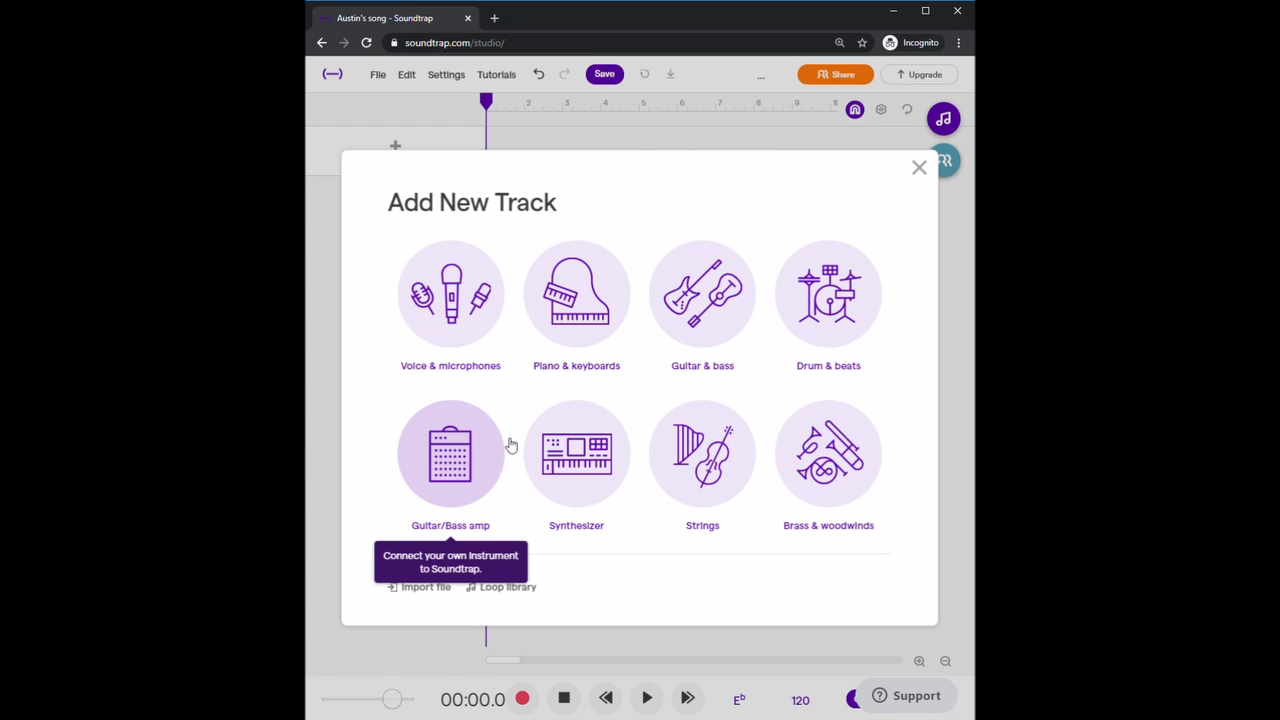 Austin's song - Soundtrap
soundtrap.com/studio/
Incognito
File Edit Settings Tutorials Save ... Share Upgrade
2 3 4 5 6 7 8 9
Add New Track
Voice & microphones Piano & keyboards Guitar & bass Drum & beats
Guitar/Bass amp Synthesizer Strings Brass & woodwinds
Connect your own instrument
to Soundtrap.
Import file Loop library
00:00.0 E♭ 120 Support